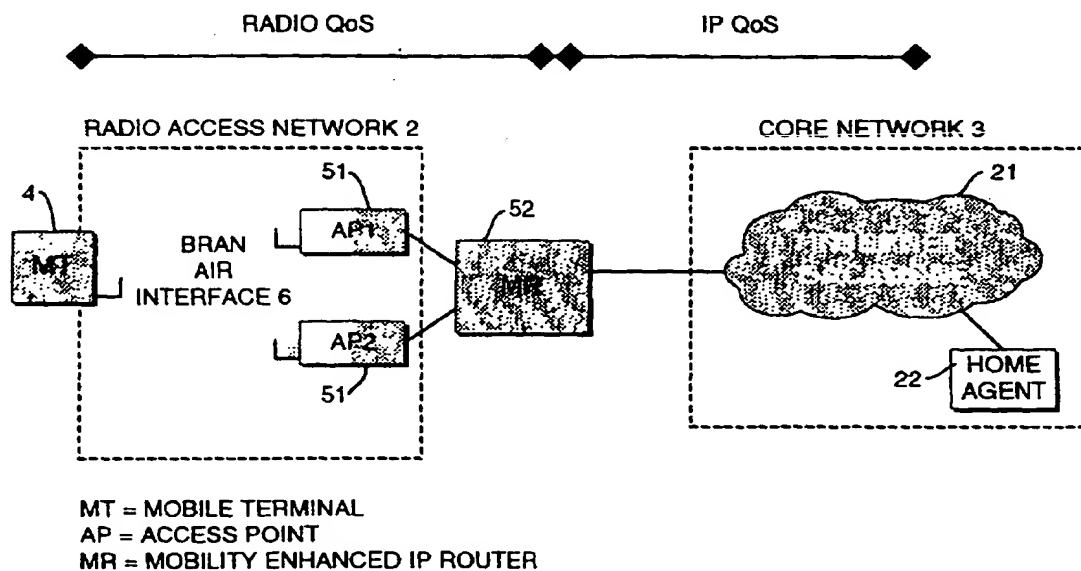 RADIO QoS
IP QoS
RADIO ACCESS NETWORK 2
CORE NETWORK 3
4
51
52
21
MT
BRAN
AIR
INTERFACE 6
AP1
MR
AP2
51
22
HOME
AGENT
MT = MOBILE TERMINAL
AP = ACCESS POINT
MR = MOBILITY ENHANCED IP ROUTER